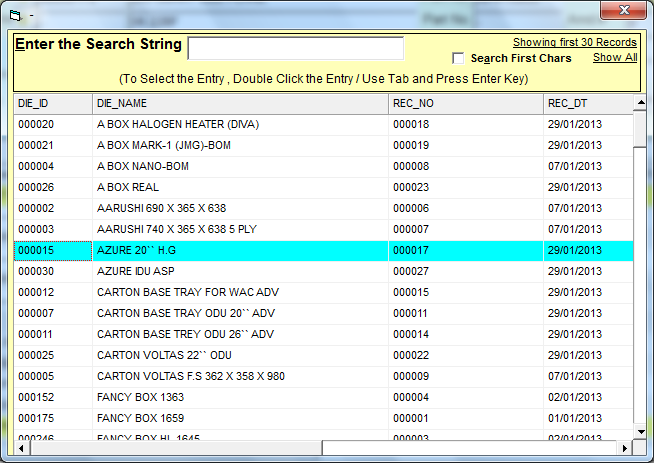 -
Enter the Search String
Showing first 30 Records
Search First Chars Show All
(To Select the Entry , Double Click the Entry / Use Tab and Press Enter Key)
DIE_ID DIE_NAME REC_NO REC_DT
000020 A BOX HALOGEN HEATER (DIVA) 000018 29/01/2013
000021 A BOX MARK-1 (JMG)-BOM 000019 29/01/2013
000004 A BOX NANO-BOM 000008 07/01/2013
000026 A BOX REAL 000023 29/01/2013
000002 AARUSHI 690 X 365 X 638 000006 07/01/2013
000003 AARUSHI 740 X 365 X 638 5 PLY 000007 07/01/2013
000015 AZURE 20`` H.G 000017 29/01/2013
000030 AZURE IDU ASP 000027 29/01/2013
000012 CARTON BASE TRAY FOR WAC ADV 000015 29/01/2013
000007 CARTON BASE TRAY ODU 20`` ADV 000011 29/01/2013
000011 CARTON BASE TREY ODU 26`` ADV 000014 29/01/2013
000025 CARTON VOLTAS 22`` ODU 000022 29/01/2013
000005 CARTON VOLTAS F.S 362 X 358 X 980 000009 07/01/2013
000152 FANCY BOX 1363 000004 02/01/2013
000175 FANCY BOX 1659 000001 01/01/2013
000246 FANCY BOX HL 1645 000003 02/01/2013